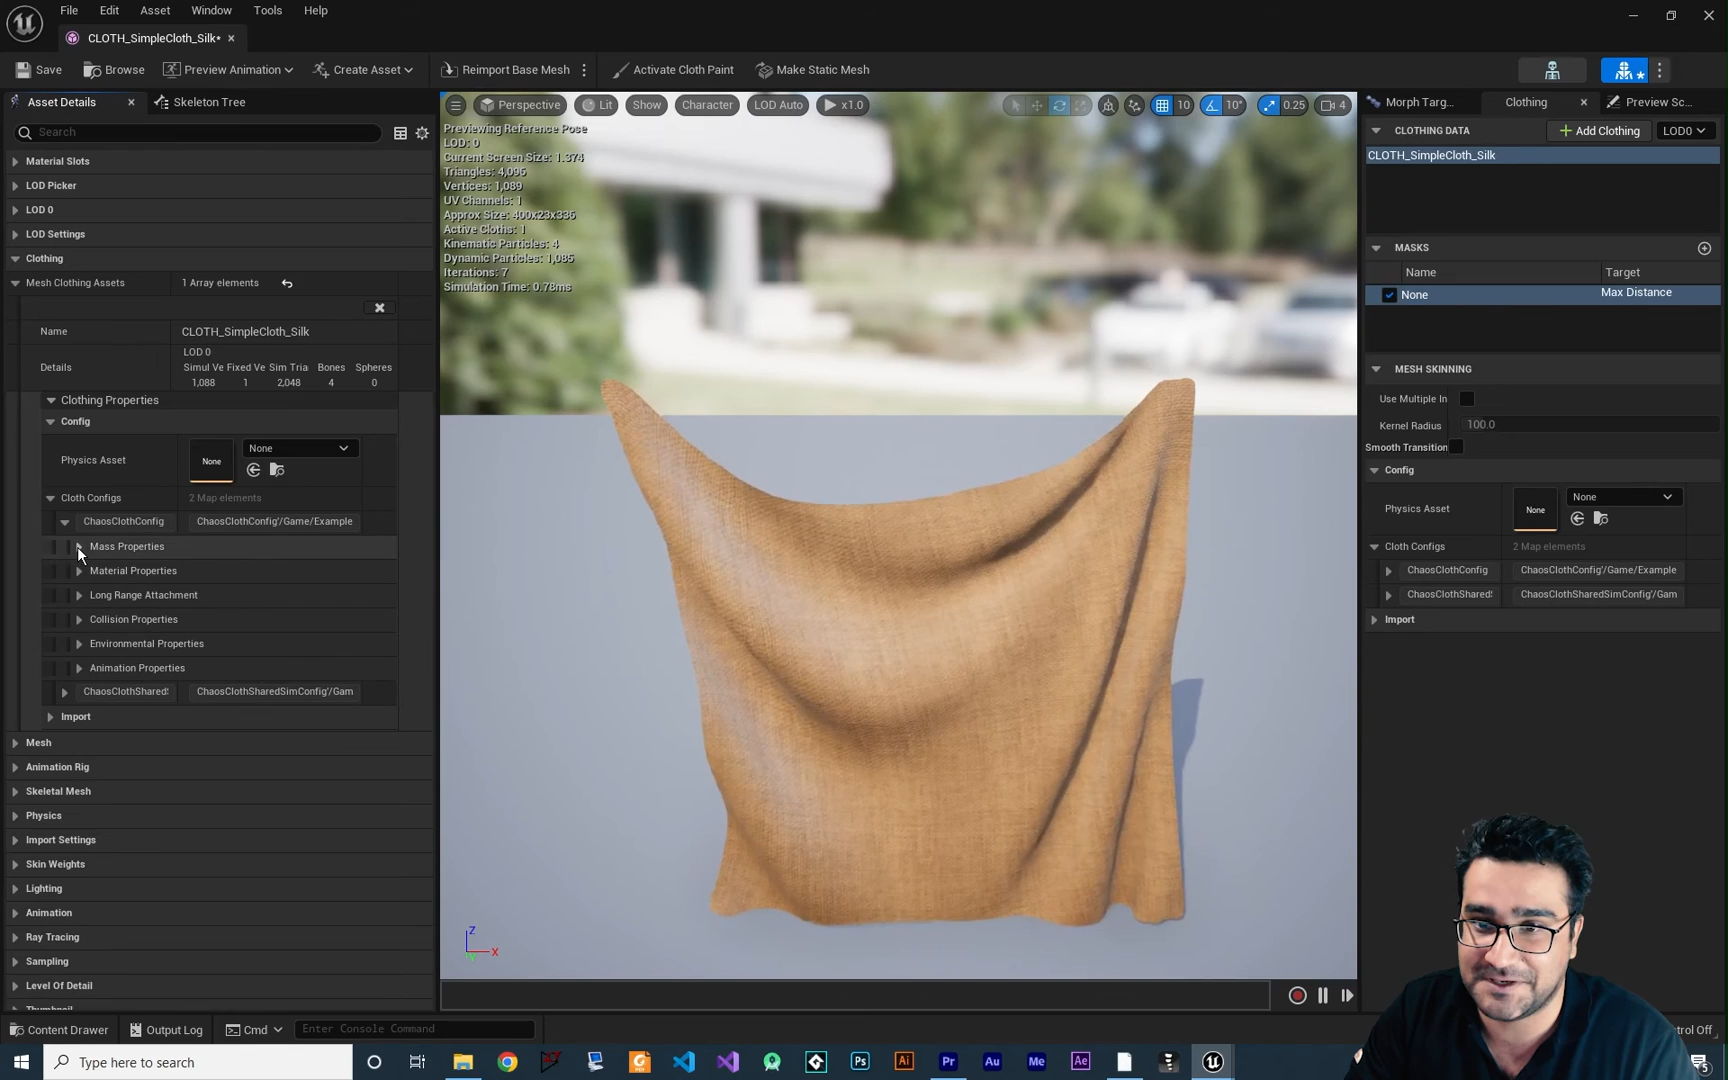 File Edit Asset Window Tools Help
CLOTH_SimpleCloth_Silk•
Save Browse Preview Animation Create Asset Reimport Base Mesh Activate Cloth Paint Make Static Mesh
Asset Details Skeleton Tree
Search
Material Slots
LOD Picker
LOD 0
LOD Settings
Clothing
Mesh Clothing Assets 1 Array elements
Name CLOTH_SimpleCloth_Silk
LOD 0
Details
Simul Ve Fixed Ve Sim Tria Bones Spheres
1,088 1 2,048 4 0
Clothing Properties
Config
Physics Asset None None
Cloth Configs 2 Map elements
ChaosClothConfig ChaosClothConfig'/Game/Example
Mass Properties
Material Properties
Long Range Attachment
Collision Properties
Environmental Properties
Animation Properties
ChaosClothShared ChaosClothSharedSimConfig'/Gam
Import
Mesh
Animation Rig
Skeletal Mesh
Physics
Import Settings
Skin Weights
Lighting
Animation
Ray Tracing
Sampling
Level Of Detail
Thumbnail
Perspective Lit Show Character LOD Auto x1.0 10 10° 0.25 4
Previewing Reference Pose
LOD: 0
Current Screen Size: 1.374
Triangles: 4,096
Vertices: 1,089
UV Channels: 1
Approx Size: 400x23x336
Active Cloths: 1
Kinematic Particles: 4
Dynamic Particles: 1,085
Iterations: 7
Simulation Time: 0.78ms
Z
X
Y
Morph Targ... Clothing Preview Sc...
CLOTHING DATA Add Clothing LOD0
CLOTH_SimpleCloth_Silk
MASKS
Name Target
None Max Distance
MESH SKINNING
Use Multiple In
Kernel Radius 100.0
Smooth Transition
Config
Physics Asset None None
Cloth Configs 2 Map elements
ChaosClothConfig ChaosClothConfig'/Game/Example
ChaosClothShared ChaosClothSharedSimConfig'/Gam
Import
Content Drawer Output Log Cmd Enter Console Command
Off
Type here to search
Ps Ai Pr Au Me Ae
5